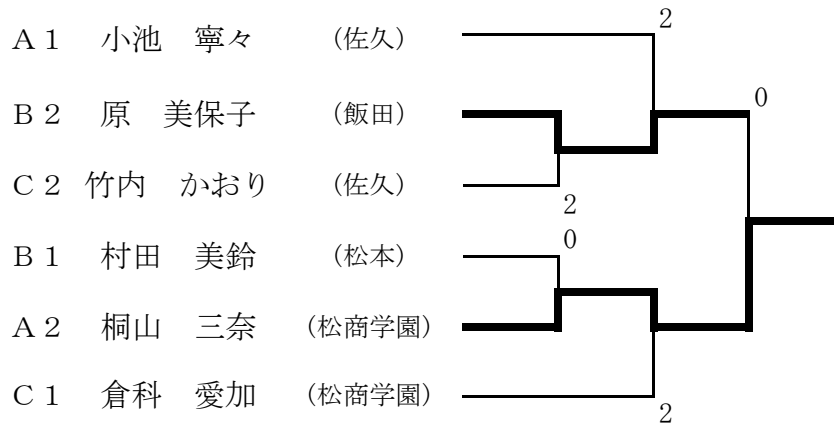 2
Ａ１　小池　寧々　（佐久）
0
Ｂ２　原　美保子　（飯田）
Ｃ２　竹内　かおり　（佐久）
2
0
Ｂ１　村田　美鈴　（松本）
Ａ２　桐山　三奈　（松商学園）
Ｃ１　倉科　愛加　（松商学園）
2